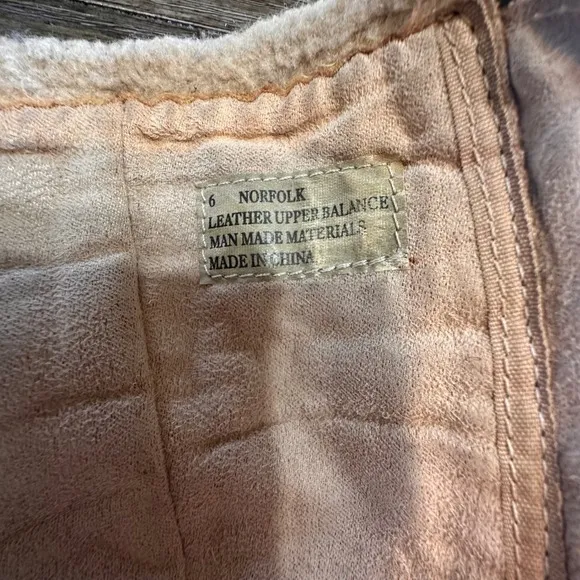 6 NORFOLK
LEATHER UPPER BALANCE
MAN MADE MATERIALS
MADE IN CHINA